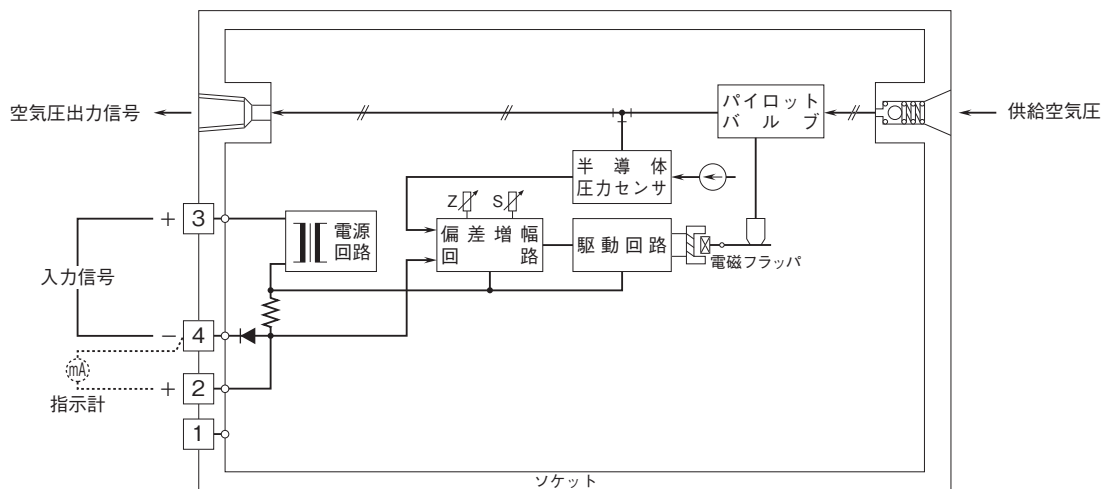 空気圧出力信号
パイロット
バルブ
供給空気圧
半導体
圧力センサ
Z
S
+
3
電源
回路
偏差増幅
回路
駆動回路
電磁フラッパ
入力信号
−
4
mA
+
2
指示計
1
ソケット